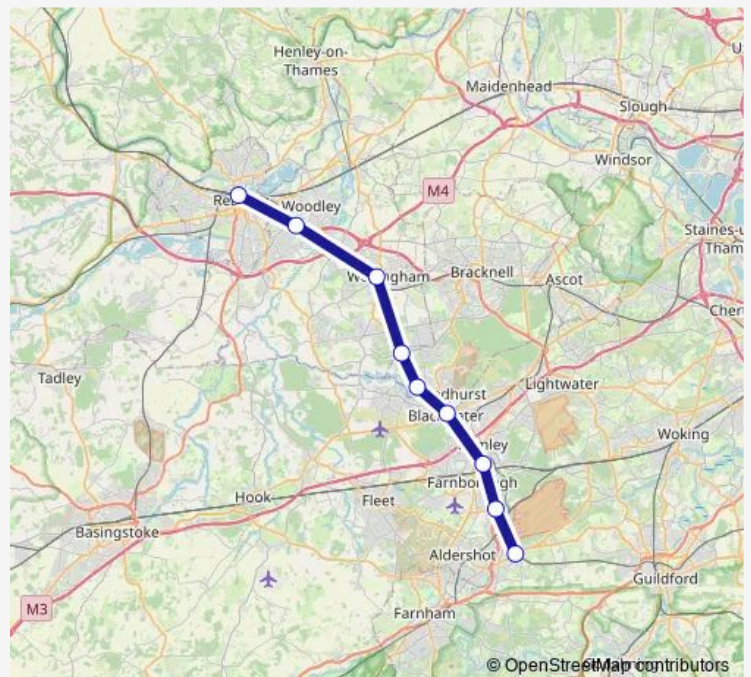 Henley-on-
Thames
Maidenhead
Slough
Windsor
M4
Woodley
Staines-u
Tham
Bracknell
Ascot
Cher
Tadley
Lightwater
Woking
Hook
Fleet
Farnborough
Basingstoke
Aldershot
Guildford
M3
Farnham
© OpenStreetMap contributors